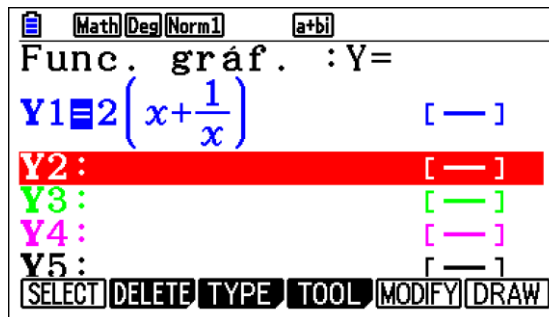 Math Deg Norm1 a+bi
Func. gráf. :Y=
Y1=2(x+1/x) [—]
Y2: [—]
Y3: [—]
Y4: [—]
Y5: [—]
SELECT DELETE TYPE TOOL MODIFY DRAW